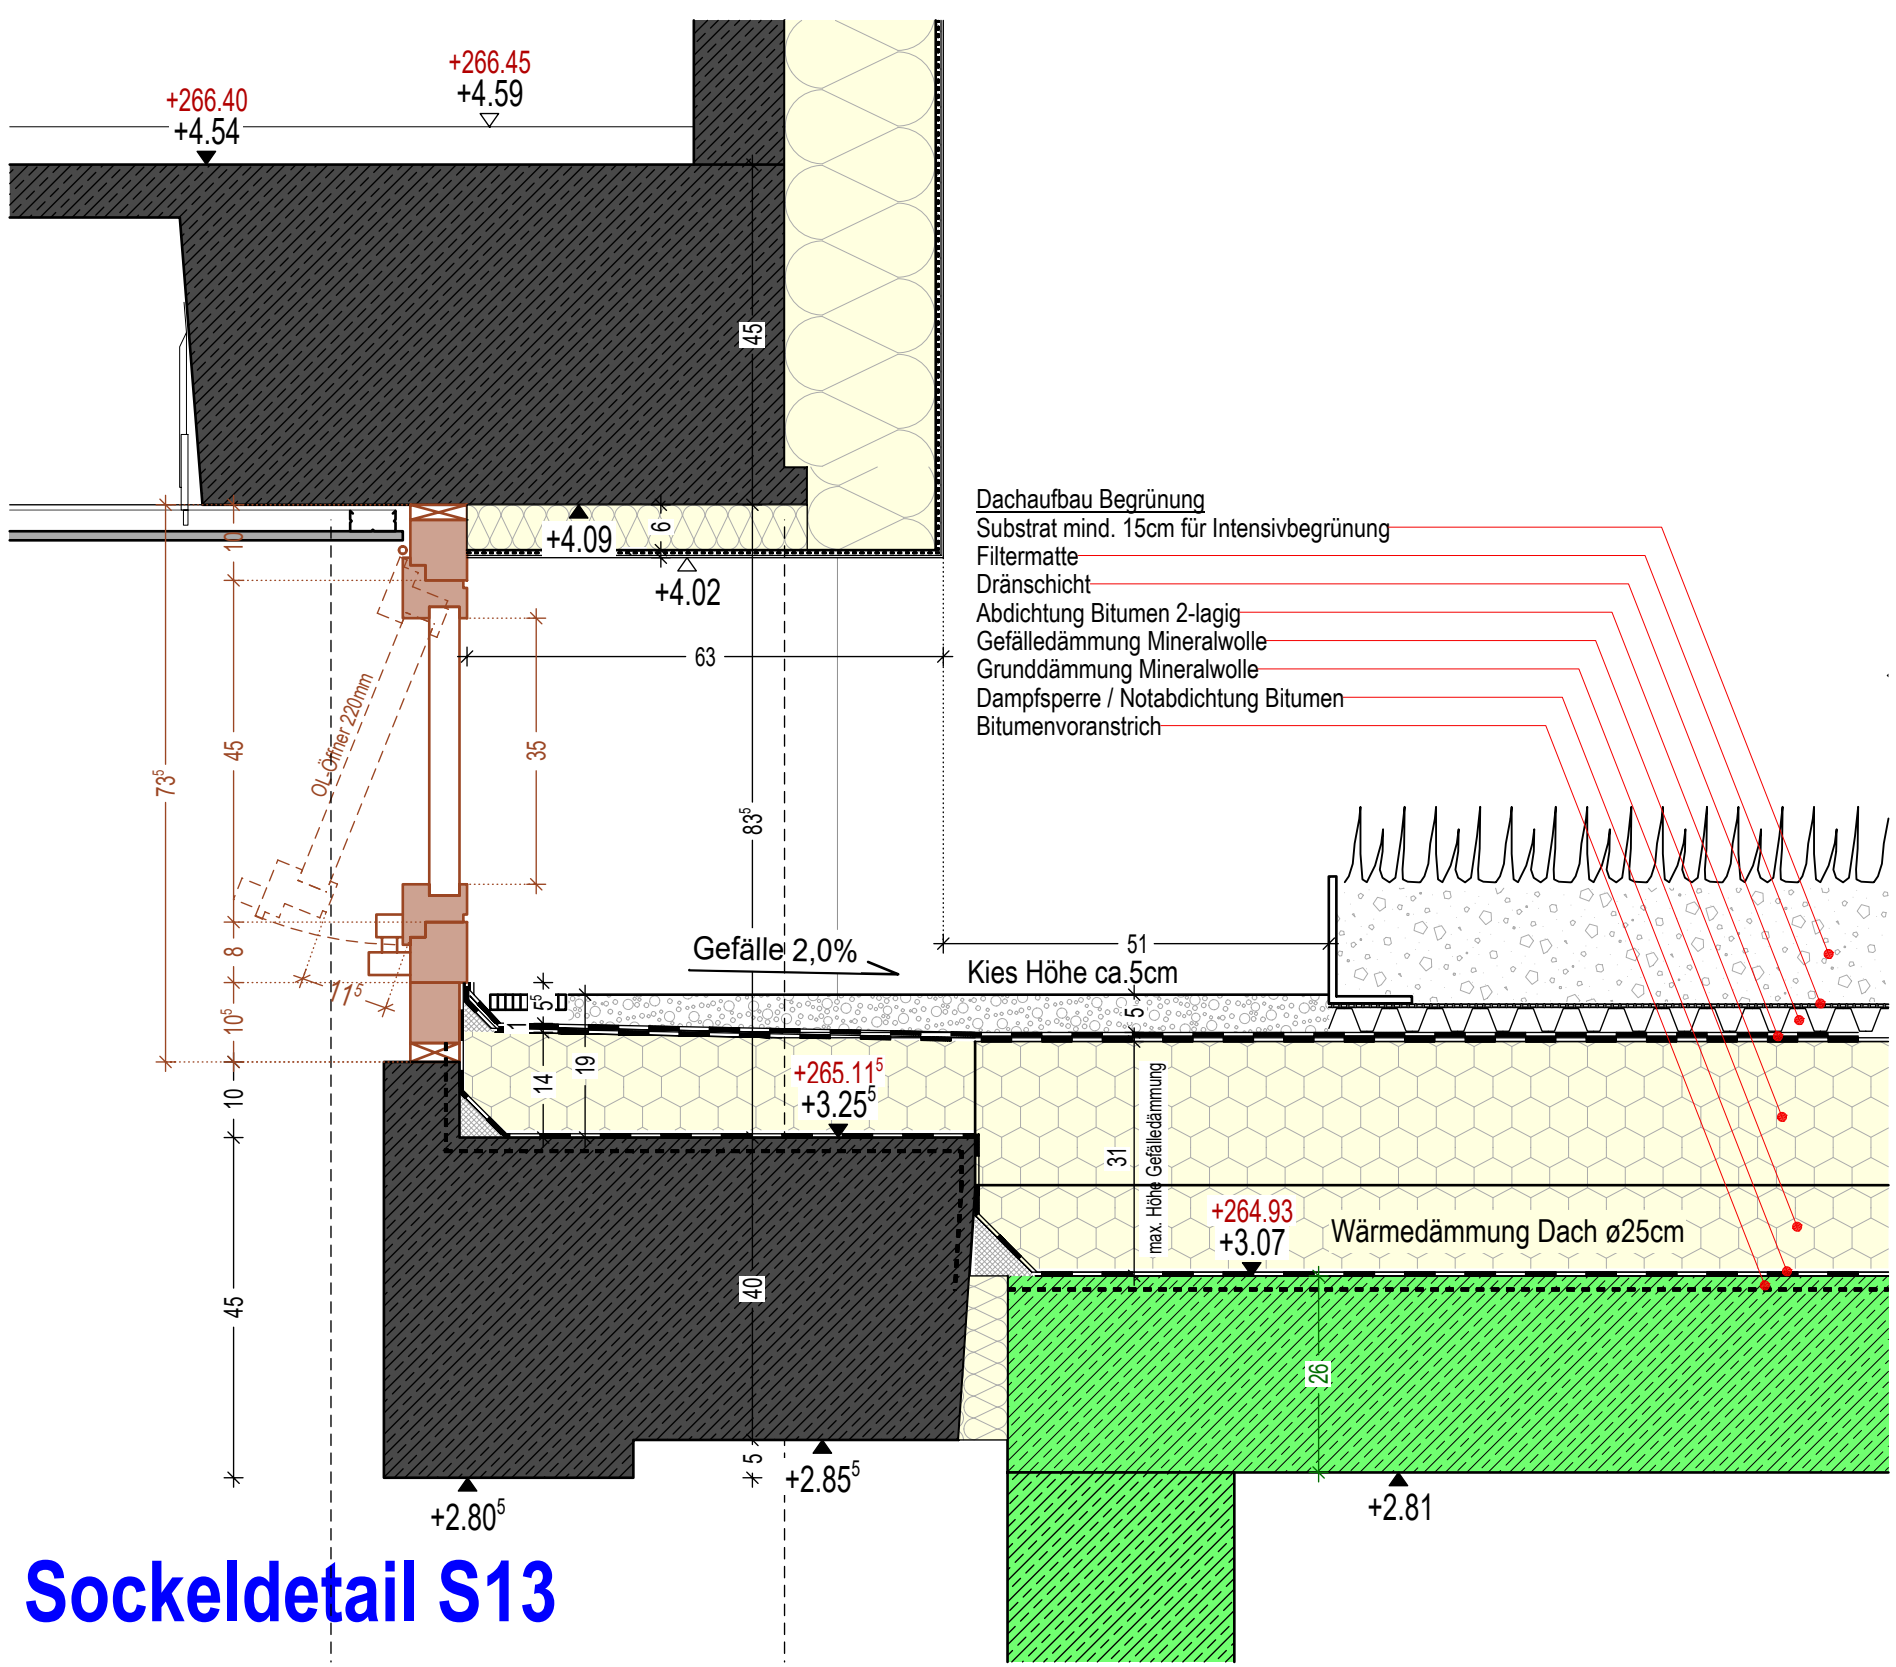 +266.45
+4.59
+266.40
+4.54
45
Dachaufbau Begrünung
Substrat mind. 15cm für Intensivbegrünung
Filtermatte
Dränschicht
Abdichtung Bitumen 2-lagig
Gefälledämmung Mineralwolle
Grunddämmung Mineralwolle
Dampfsperre / Notabdichtung Bitumen
Bitumenvoranstrich
10
+4.09
6
+4.02
63
OL-Öffner 220mm
45
35
73⁵
83⁵
8
Gefälle 2,0%
51
Kies Höhe ca.5cm
11⁵
10⁵
5⁵
1
5
14
19
+265.11⁵
+3.25⁵
10
31
max. Höhe Gefälledämmung
+264.93
+3.07
Wärmedämmung Dach ø25cm
45
40
26
5
+2.80⁵
+2.85⁵
+2.81
Sockeldetail S13